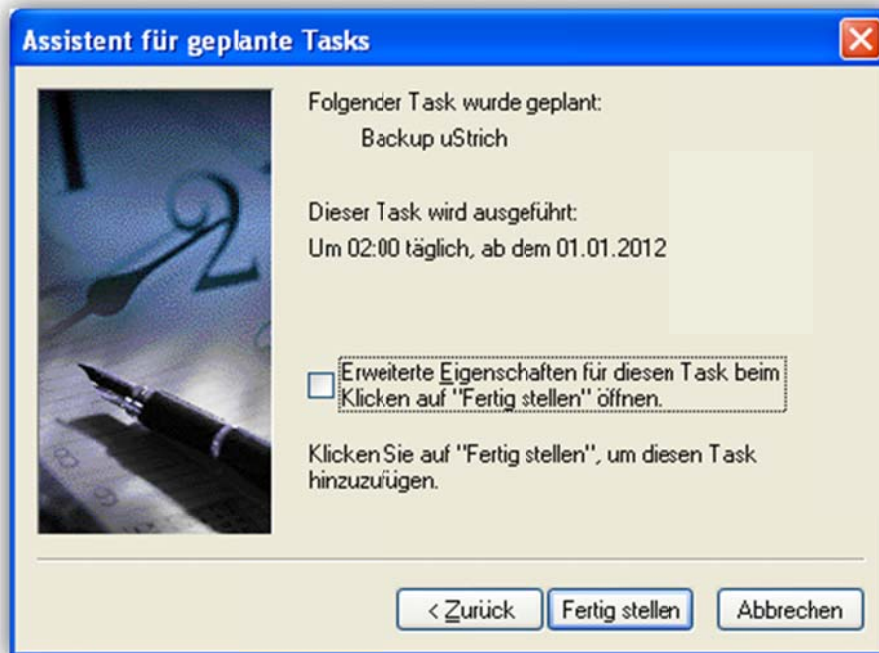 Assistent für geplante Tasks
Folgender Task wurde geplant:
Backup uStrich
Dieser Task wird ausgeführt:
Um 02:00 täglich, ab dem 01.01.2012
Erweiterte Eigenschaften für diesen Task beim
Klicken auf "Fertig stellen" öffnen.
Klicken Sie auf "Fertig stellen", um diesen Task
hinzuzufügen.
< Zurück
Fertig stellen
Abbrechen